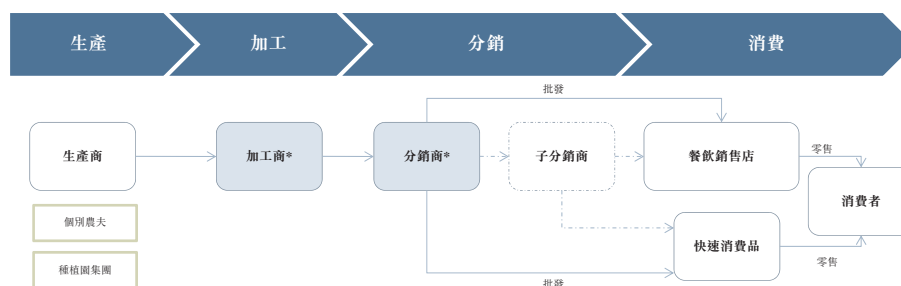 生產
加工
分銷
消費
批發
生產商
加工商*
分銷商*
子分銷商
餐飲銷售店
零售
消費者
個別農夫
快速消費品
種植園集團
零售
批發